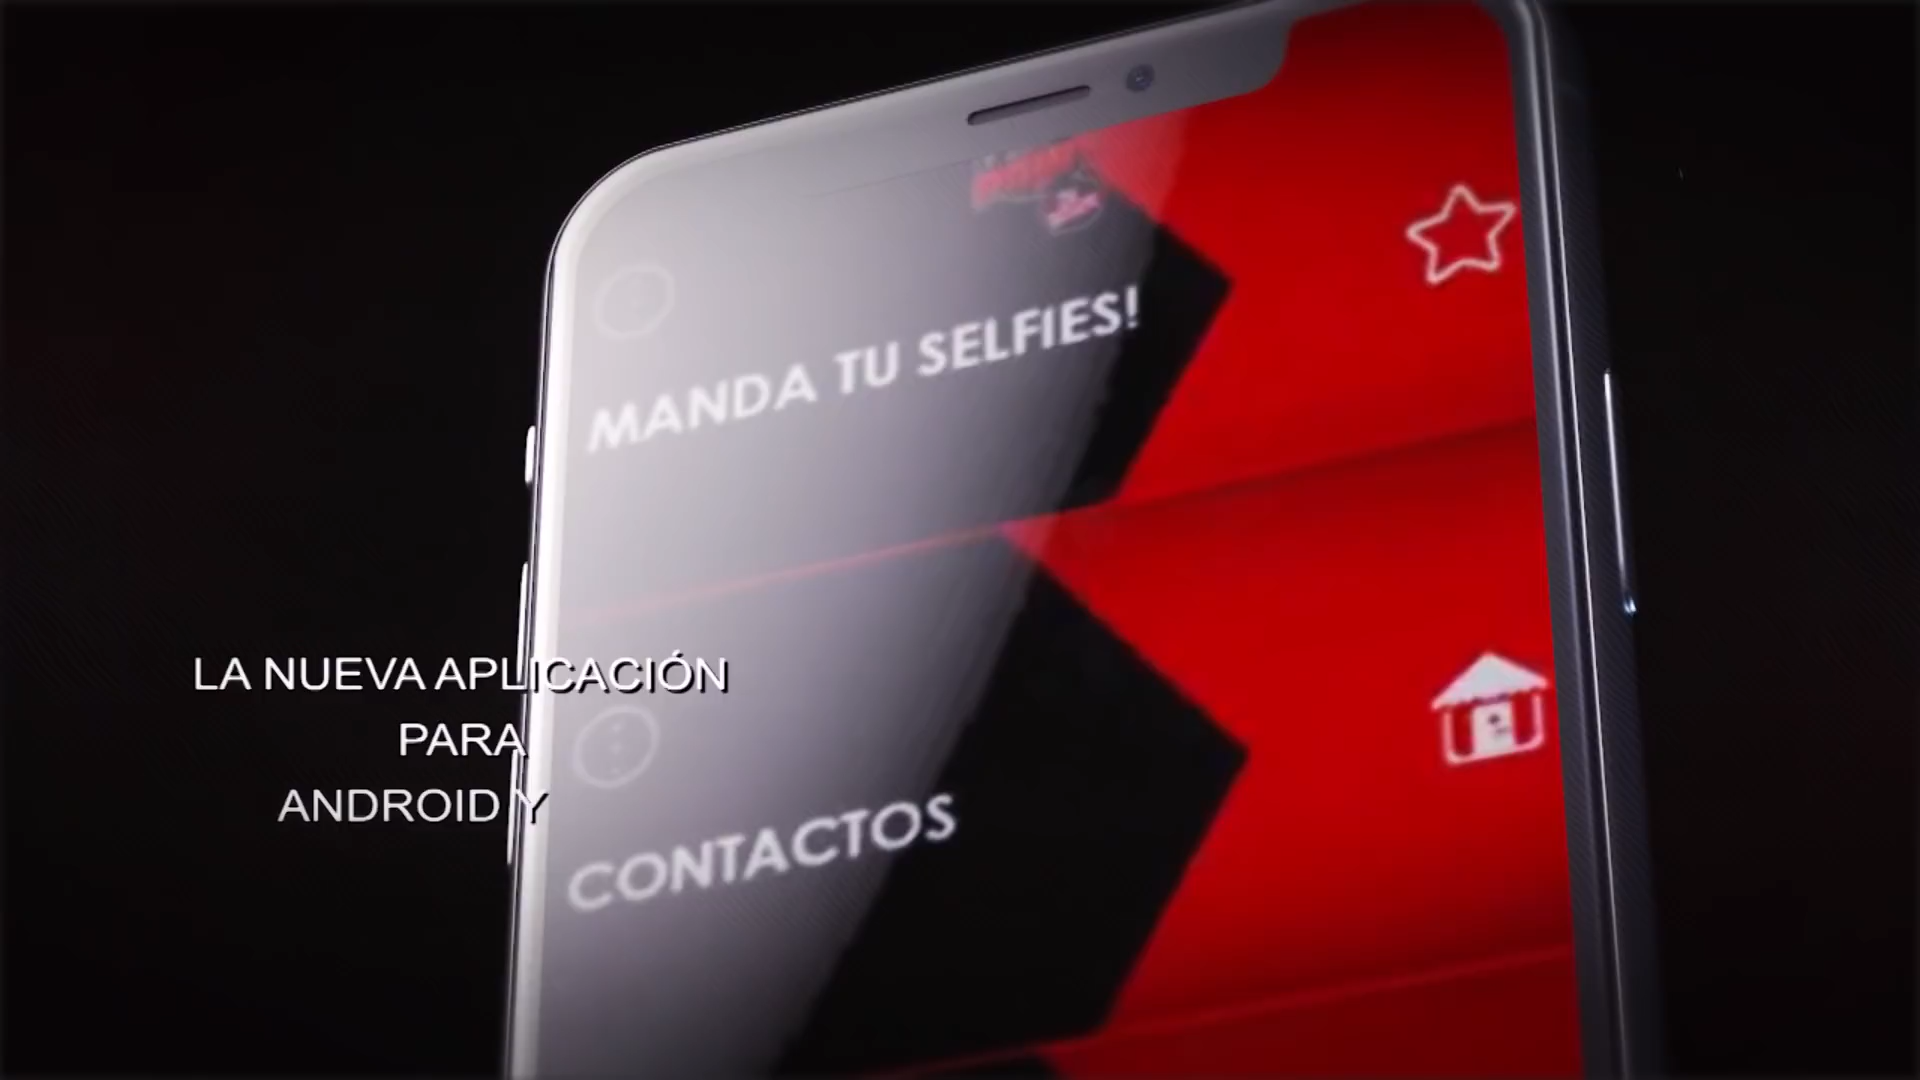 MANDA TU SELFIES!
LA NUEVA APLICACIÓN
PARA
ANDROID Y
CONTACTOS